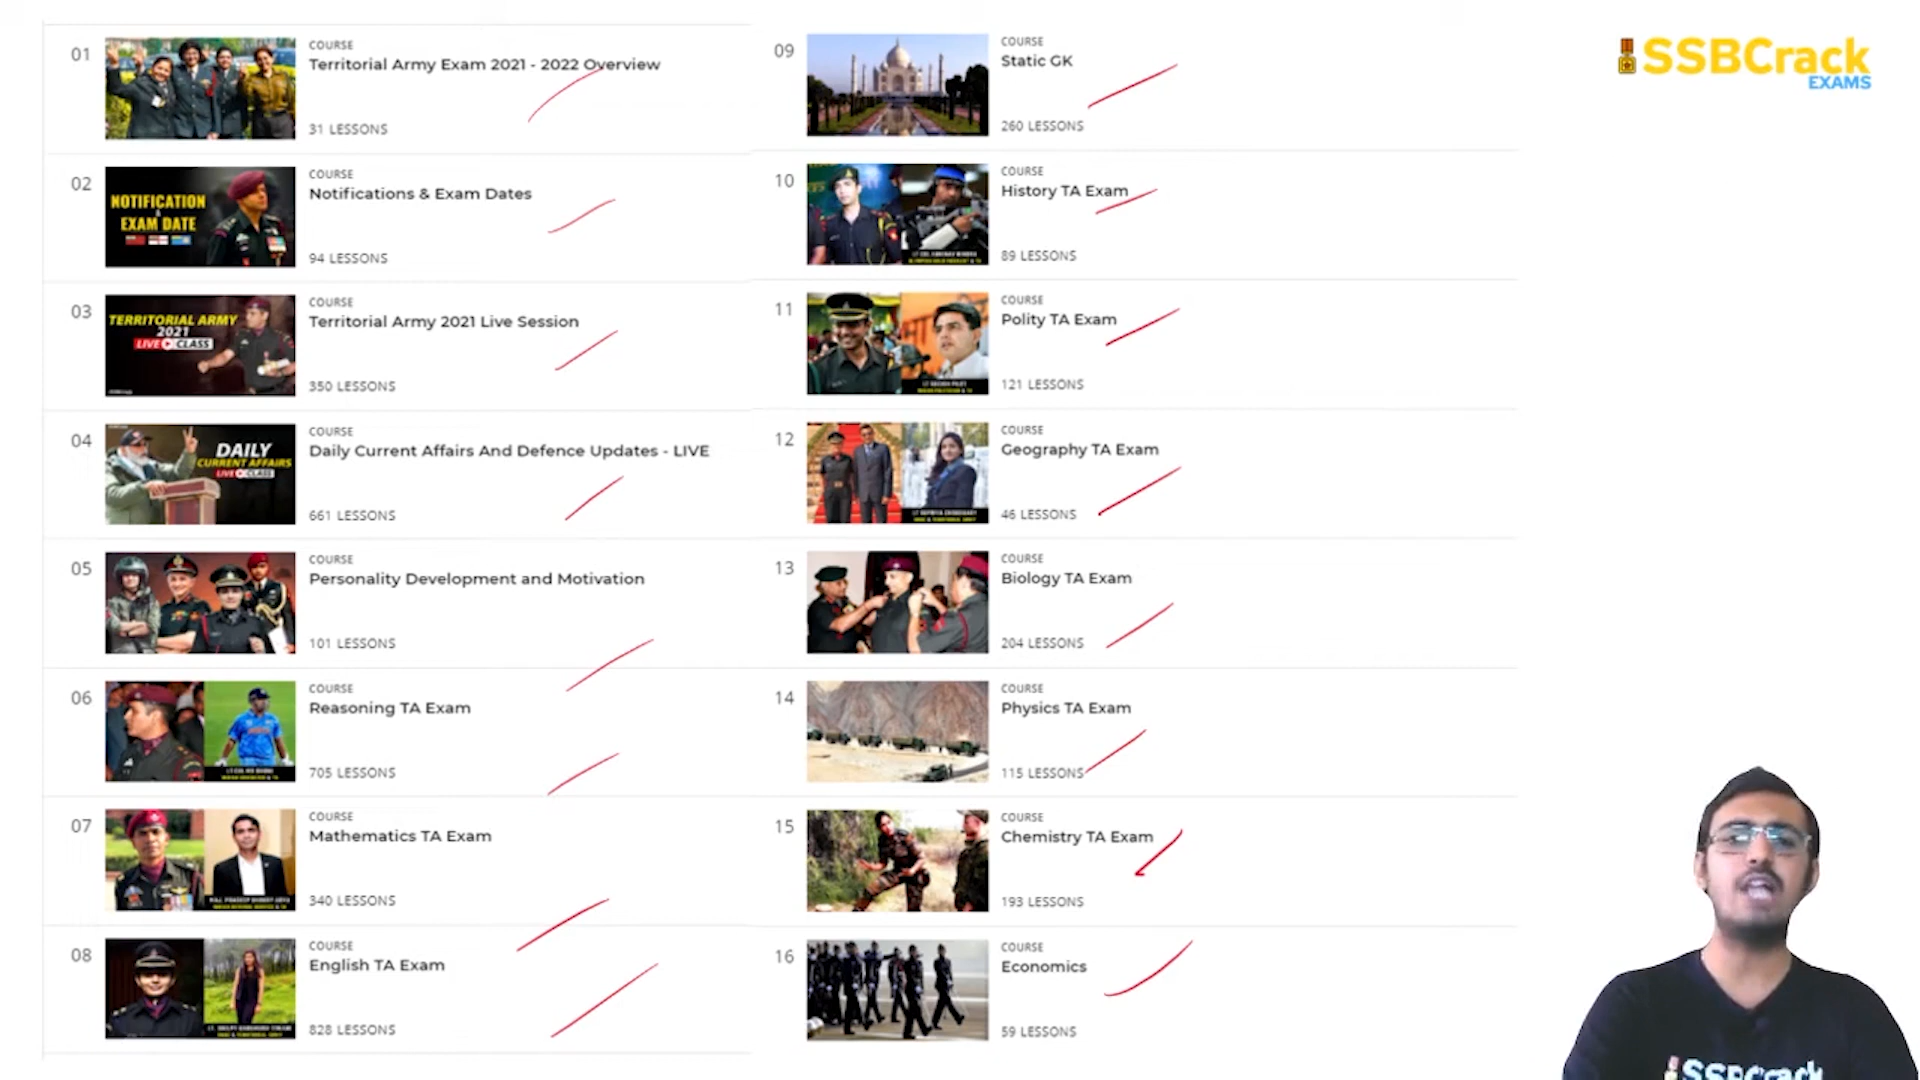 01
COURSE
Territorial Army Exam 2021 - 2022 Overview
31 LESSONS
02
NOTIFICATION
&
EXAM DATE
COURSE
Notifications & Exam Dates
94 LESSONS
03
TERRITORIAL ARMY
2021
LIVE CLASS
COURSE
Territorial Army 2021 Live Session
350 LESSONS
04
DAILY
CURRENT AFFAIRS
LIVE CLASS
COURSE
Daily Current Affairs And Defence Updates - LIVE
661 LESSONS
05
COURSE
Personality Development and Motivation
101 LESSONS
06
COURSE
Reasoning TA Exam
705 LESSONS
07
COURSE
Mathematics TA Exam
340 LESSONS
08
COURSE
English TA Exam
828 LESSONS
09
COURSE
Static GK
260 LESSONS
10
COURSE
History TA Exam
89 LESSONS
11
COURSE
Polity TA Exam
121 LESSONS
12
COURSE
Geography TA Exam
46 LESSONS
13
COURSE
Biology TA Exam
204 LESSONS
14
COURSE
Physics TA Exam
115 LESSONS
15
COURSE
Chemistry TA Exam
193 LESSONS
16
COURSE
Economics
59 LESSONS
SSBCrack
EXAMS
SSBCrack